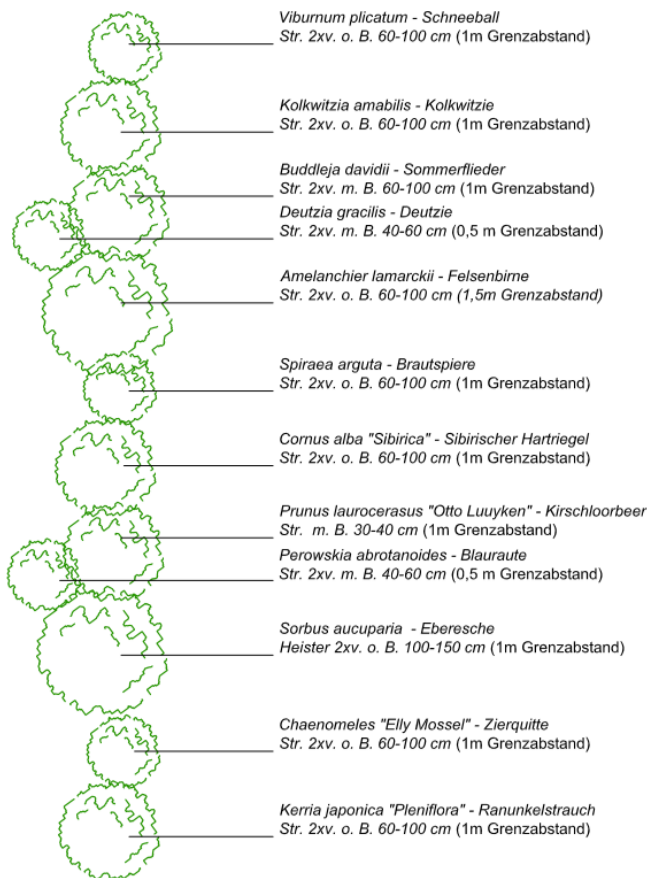 Viburnum plicatum - Schneeball
Str. 2xv. o. B. 60-100 cm (1m Grenzabstand)
Kolkwitzia amabilis - Kolkwitzie
Str. 2xv. o. B. 60-100 cm (1m Grenzabstand)
Buddleja davidii - Sommerflieder
Str. 2xv. m. B. 60-100 cm (1m Grenzabstand)
Deutzia gracilis - Deutzie
Str. 2xv. m. B. 40-60 cm (0,5 m Grenzabstand)
Amelanchier lamarckii - Felsenbirne
Str. 2xv. o. B. 60-100 cm (1,5m Grenzabstand)
Spiraea arguta - Brautspiere
Str. 2xv. o. B. 60-100 cm (1m Grenzabstand)
Cornus alba "Sibirica" - Sibirischer Hartriegel
Str. 2xv. o. B. 60-100 cm (1m Grenzabstand)
Prunus laurocerasus "Otto Luuyken" - Kirschloorbeer
Str. m. B. 30-40 cm (1m Grenzabstand)
Perowskia abrotanoides - Blauraute
Str. 2xv. m. B. 40-60 cm (0,5 m Grenzabstand)
Sorbus aucuparia - Eberesche
Heister 2xv. o. B. 100-150 cm (1m Grenzabstand)
Chaenomeles "Elly Mossel" - Zierquitte
Str. 2xv. o. B. 60-100 cm (1m Grenzabstand)
Kerria japonica "Pleniflora" - Ranunkelstrauch
Str. 2xv. o. B. 60-100 cm (1m Grenzabstand)